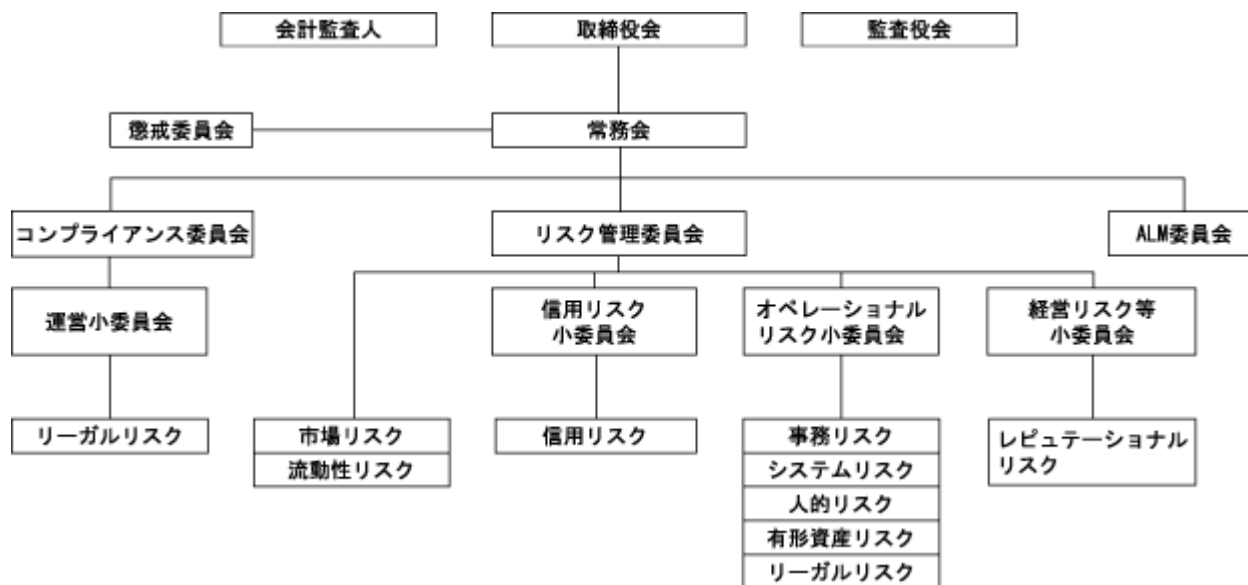 会計監査人
取締役会
監査役会
懲戒委員会
常務会
コンプライアンス委員会
リスク管理委員会
ALM委員会
運営小委員会
信用リスク
小委員会
オペレーショナル
リスク小委員会
経営リスク等
小委員会
リーガルリスク
市場リスク
流動性リスク
信用リスク
事務リスク
システムリスク
人的リスク
有形資産リスク
リーガルリスク
レピュテーショナル
リスク